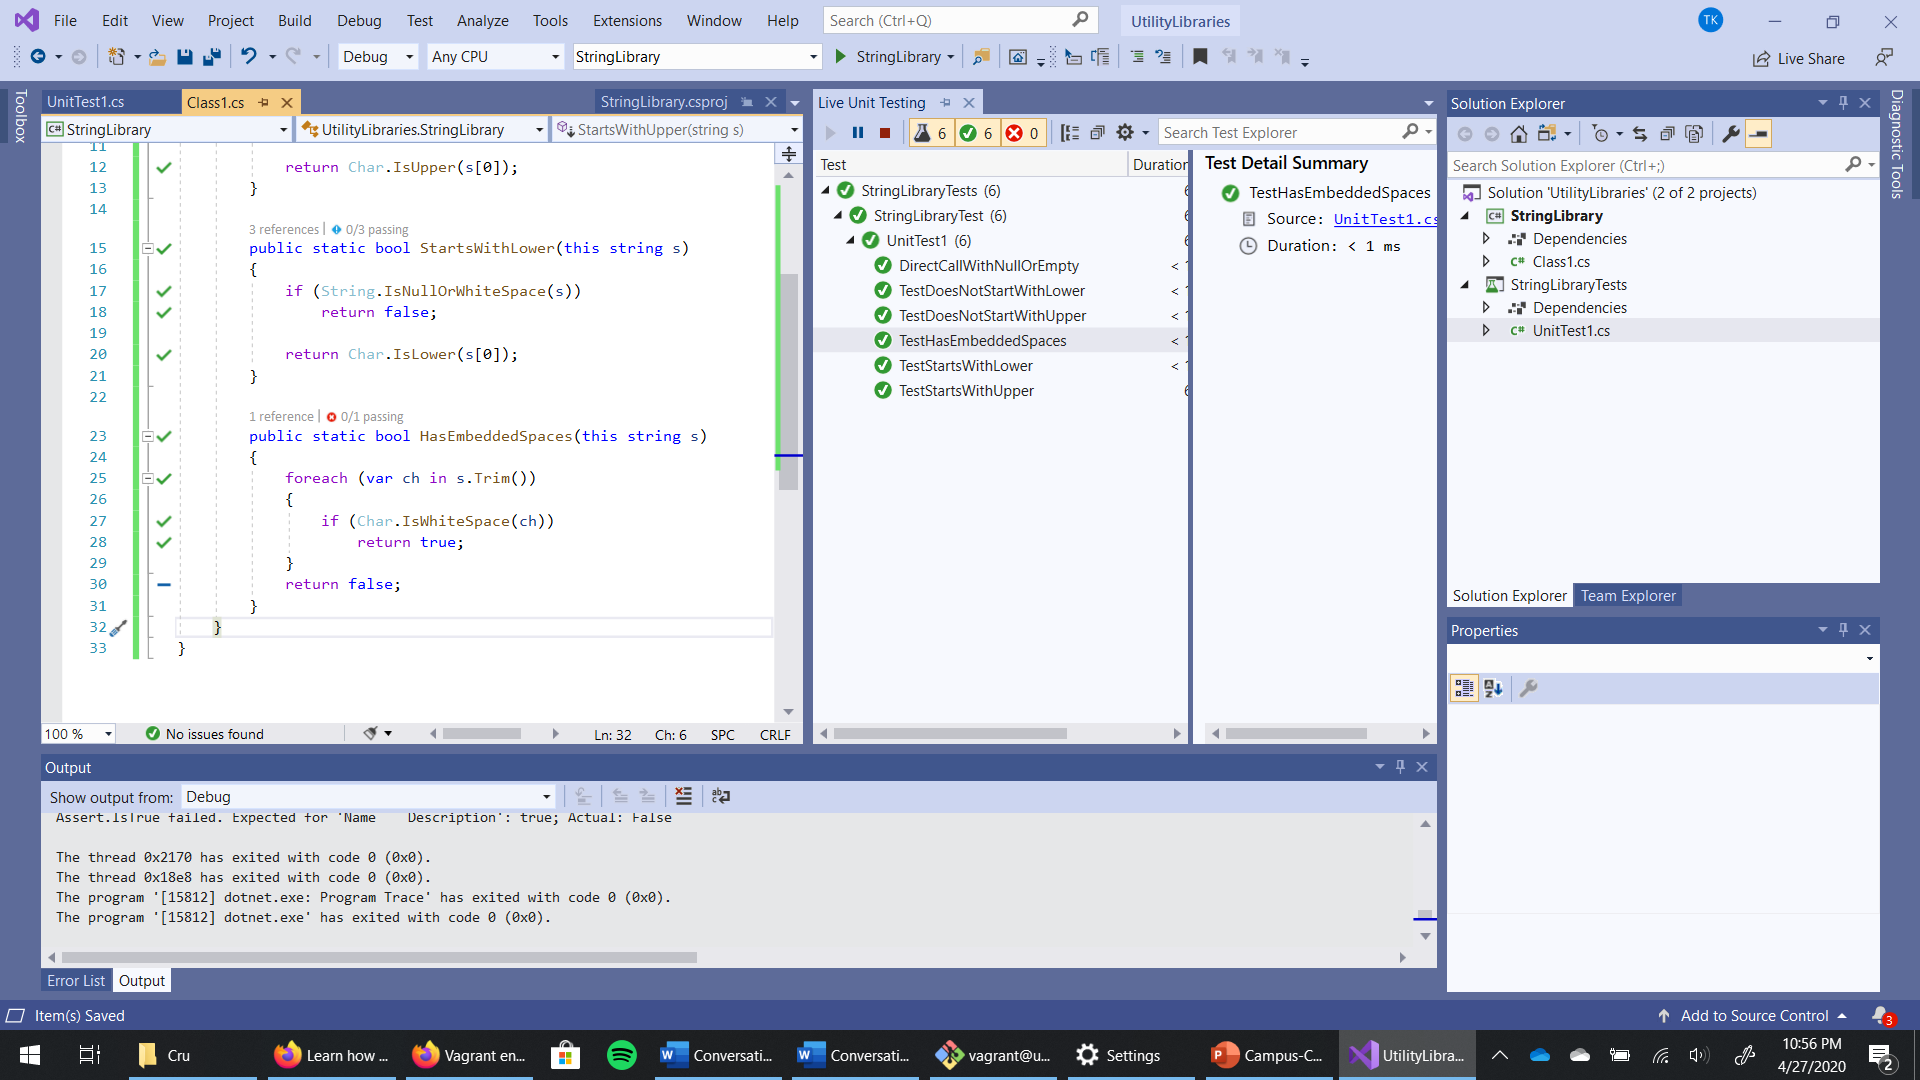 File Edit View Project Build Debug Test Analyze Tools Extensions Window Help Search (Ctrl+Q) UtilityLibraries TK
Debug Any CPU StringLibrary StringLibrary Live Share
Toolbox
UnitTest1.cs Class1.cs StringLibrary.csproj
StringLibrary UtilityLibraries.StringLibrary StartsWithUpper(string s)
11
12 return Char.IsUpper(s[0]);
13 }
14
3 references | 0/3 passing
15 public static bool StartsWithLower(this string s)
16 {
17 if (String.IsNullOrWhiteSpace(s))
18 return false;
19
20 return Char.IsLower(s[0]);
21 }
22
1 reference | 0/1 passing
23 public static bool HasEmbeddedSpaces(this string s)
24 {
25 foreach (var ch in s.Trim())
26 {
27 if (Char.IsWhiteSpace(ch))
28 return true;
29 }
30 return false;
31 }
32 }
33 }
100 % No issues found Ln: 32 Ch: 6 SPC CRLF
Live Unit Testing
6 6 0 Search Test Explorer
Test Duration
StringLibraryTests (6) 6
StringLibraryTest (6) 6
UnitTest1 (6) 6
DirectCallWithNullOrEmpty < 1
TestDoesNotStartWithLower < 1
TestDoesNotStartWithUpper < 1
TestHasEmbeddedSpaces < 1
TestStartsWithLower < 1
TestStartsWithUpper 6
Test Detail Summary
TestHasEmbeddedSpaces
Source: UnitTest1.cs
Duration: < 1 ms
Solution Explorer
Search Solution Explorer (Ctrl+;)
Solution 'UtilityLibraries' (2 of 2 projects)
C# StringLibrary
Dependencies
C# Class1.cs
StringLibraryTests
Dependencies
C# UnitTest1.cs
Solution Explorer Team Explorer
Properties
Diagnostic Tools
Output
Show output from: Debug
Assert.IsTrue failed. Expected for 'Name    Description': true; Actual: False
The thread 0x2170 has exited with code 0 (0x0).
The thread 0x18e8 has exited with code 0 (0x0).
The program '[15812] dotnet.exe: Program Trace' has exited with code 0 (0x0).
The program '[15812] dotnet.exe' has exited with code 0 (0x0).
Error List Output
Item(s) Saved Add to Source Control 3
Cru Learn how ... Vagrant en... Conversati... Conversati... vagrant@u... Settings Campus-C... UtilityLibra... 10:56 PM
4/27/2020 2